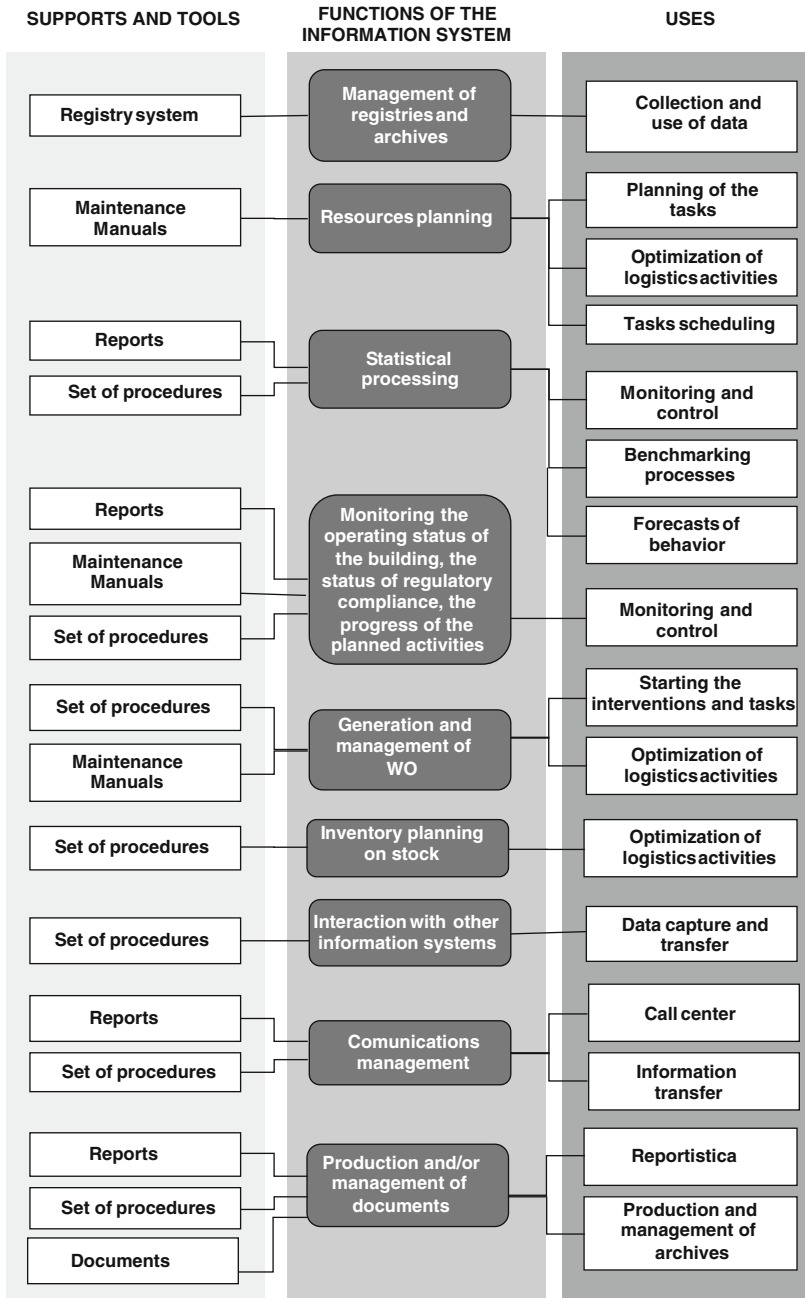 SUPPORTS AND TOOLS
FUNCTIONS OF THE
INFORMATION SYSTEM
USES
Registry system
Management of
registries and
archives
Collection and
use of data
Maintenance
Manuals
Resources planning
Planning of the
tasks
Optimization of
logistics activities
Tasks scheduling
Reports
Set of procedures
Statistical
processing
Monitoring and
control
Benchmarking
processes
Forecasts of
behavior
Reports
Maintenance
Manuals
Set of procedures
Monitoring the
operating status of
the building, the
status of regulatory
compliance, the
progress of the
planned activities
Monitoring and
control
Set of procedures
Maintenance
Manuals
Generation and
management of
WO
Starting the
interventions and tasks
Optimization of
logistics activities
Set of procedures
Inventory planning
on stock
Optimization of
logistics activities
Set of procedures
Interaction with other
information systems
Data capture and
transfer
Reports
Set of procedures
Comunications
management
Call center
Information
transfer
Reports
Set of procedures
Documents
Production and/or
management of
documents
Reportistica
Production and
management of
archives